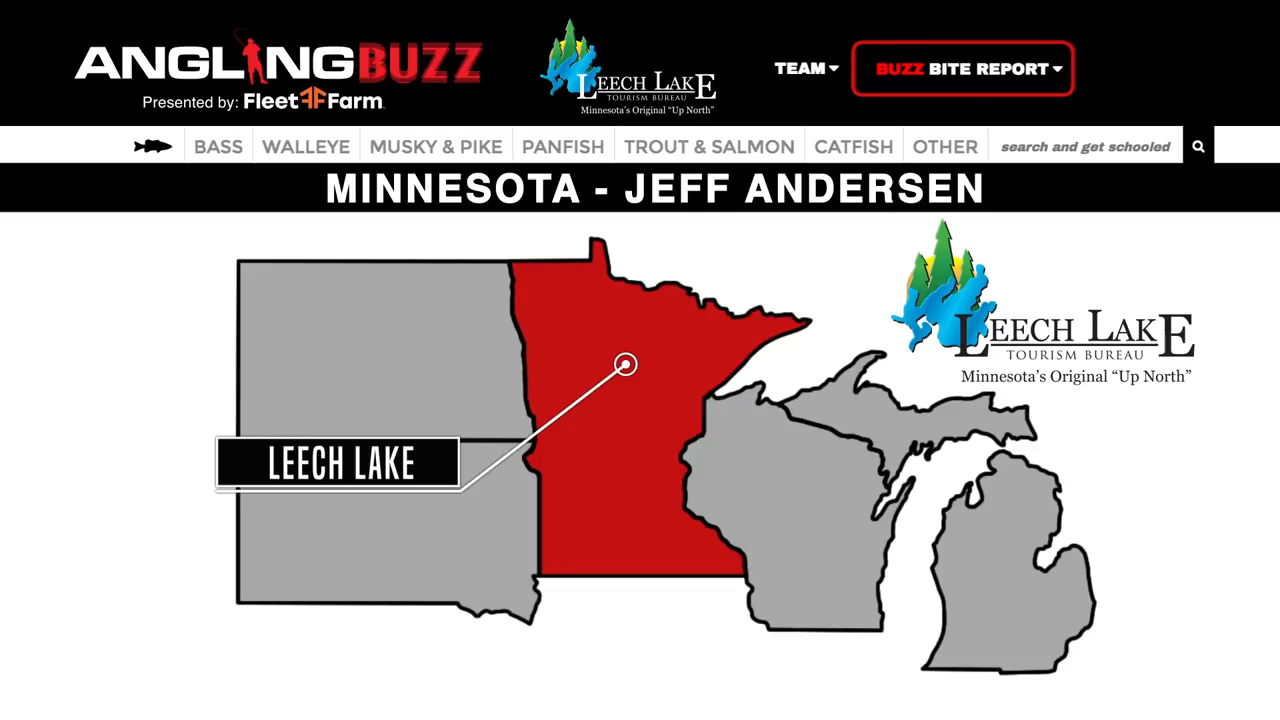 ANGLINGBUZZ
Presented by: FleetFarm
LEECH LAKE
TOURISM BUREAU
Minnesota's Original "Up North"
TEAM
BUZZ BITE REPORT
BASS
WALLEYE
MUSKY & PIKE
PANFISH
TROUT & SALMON
CATFISH
OTHER
search and get schooled
MINNESOTA - JEFF ANDERSEN
LEECH LAKE
TOURISM BUREAU
Minnesota's Original "Up North"
LEECH LAKE